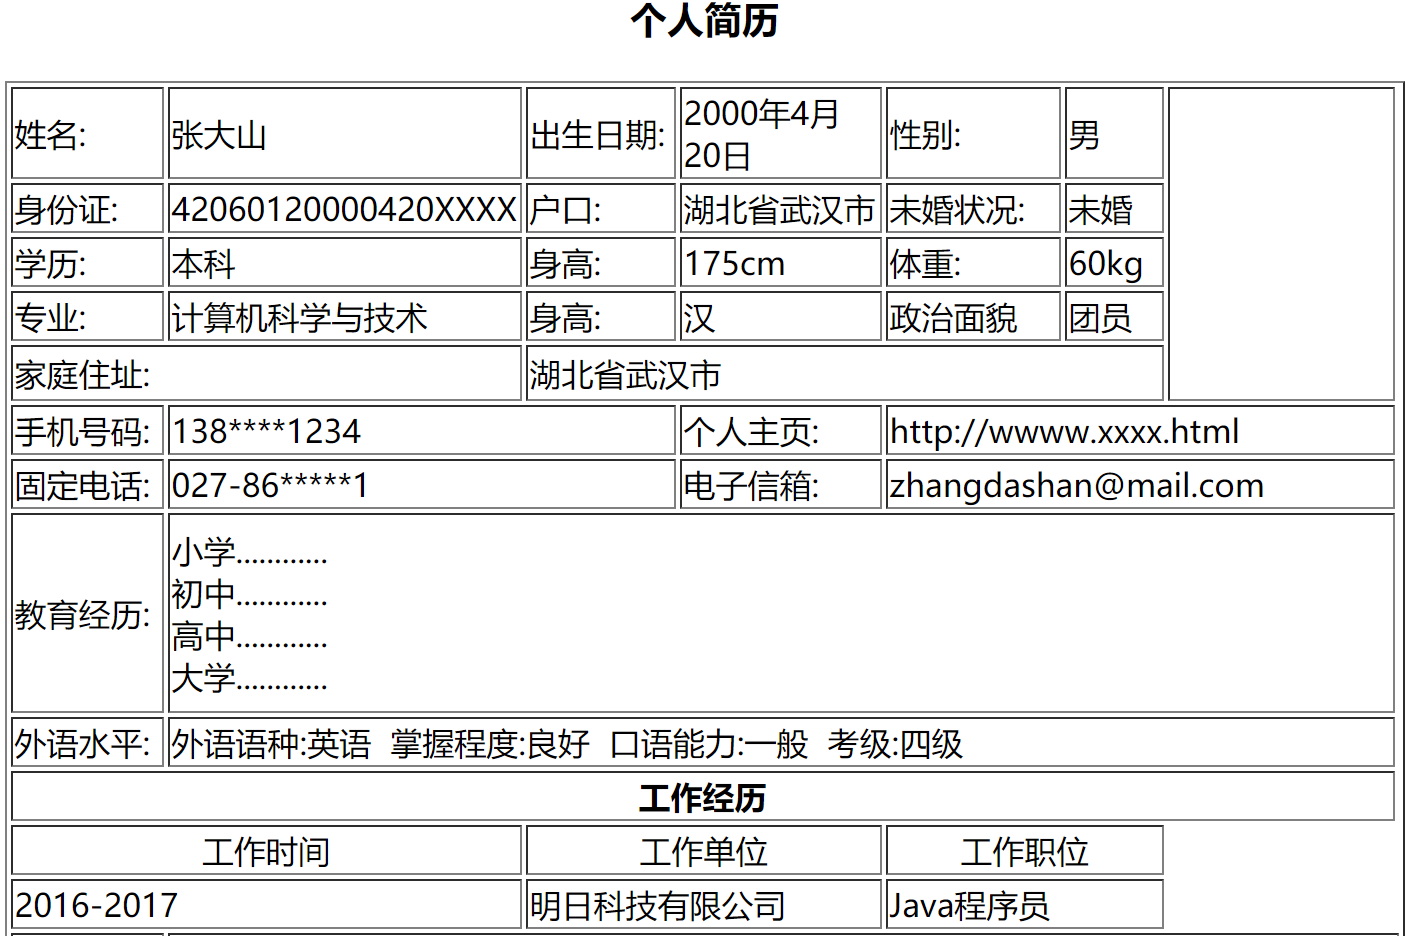 个人简历
姓名: 张大山 出生日期: 2000年4月20日 性别: 男
身份证: 42060120000420XXXX 户口: 湖北省武汉市 未婚状况: 未婚
学历: 本科 身高: 175cm 体重: 60kg
专业: 计算机科学与技术 身高: 汉 政治面貌 团员
家庭住址: 湖北省武汉市
手机号码: 138****1234 个人主页: http://wwww.xxxx.html
固定电话: 027-86*****1 电子信箱: zhangdashan@mail.com
教育经历:
小学............
初中............
高中............
大学............
外语水平: 外语语种:英语 掌握程度:良好 口语能力:一般 考级:四级
工作经历
工作时间 工作单位 工作职位
2016-2017 明日科技有限公司 Java程序员